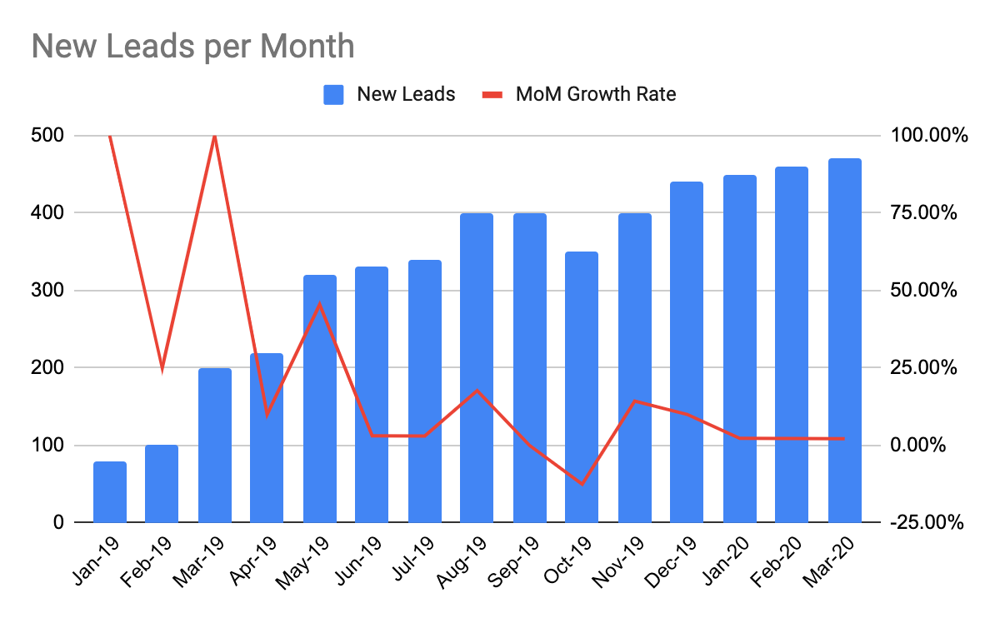 New Leads per Month
New Leads
MoM Growth Rate
500
400
300
200
100
0
100.00%
75.00%
50.00%
25.00%
0.00%
-25.00%
Jan-19
Feb-19
Mar-19
Apr-19
May-19
Jun-19
Jul-19
Aug-19
Sep-19
Oct-19
Nov-19
Dec-19
Jan-20
Feb-20
Mar-20